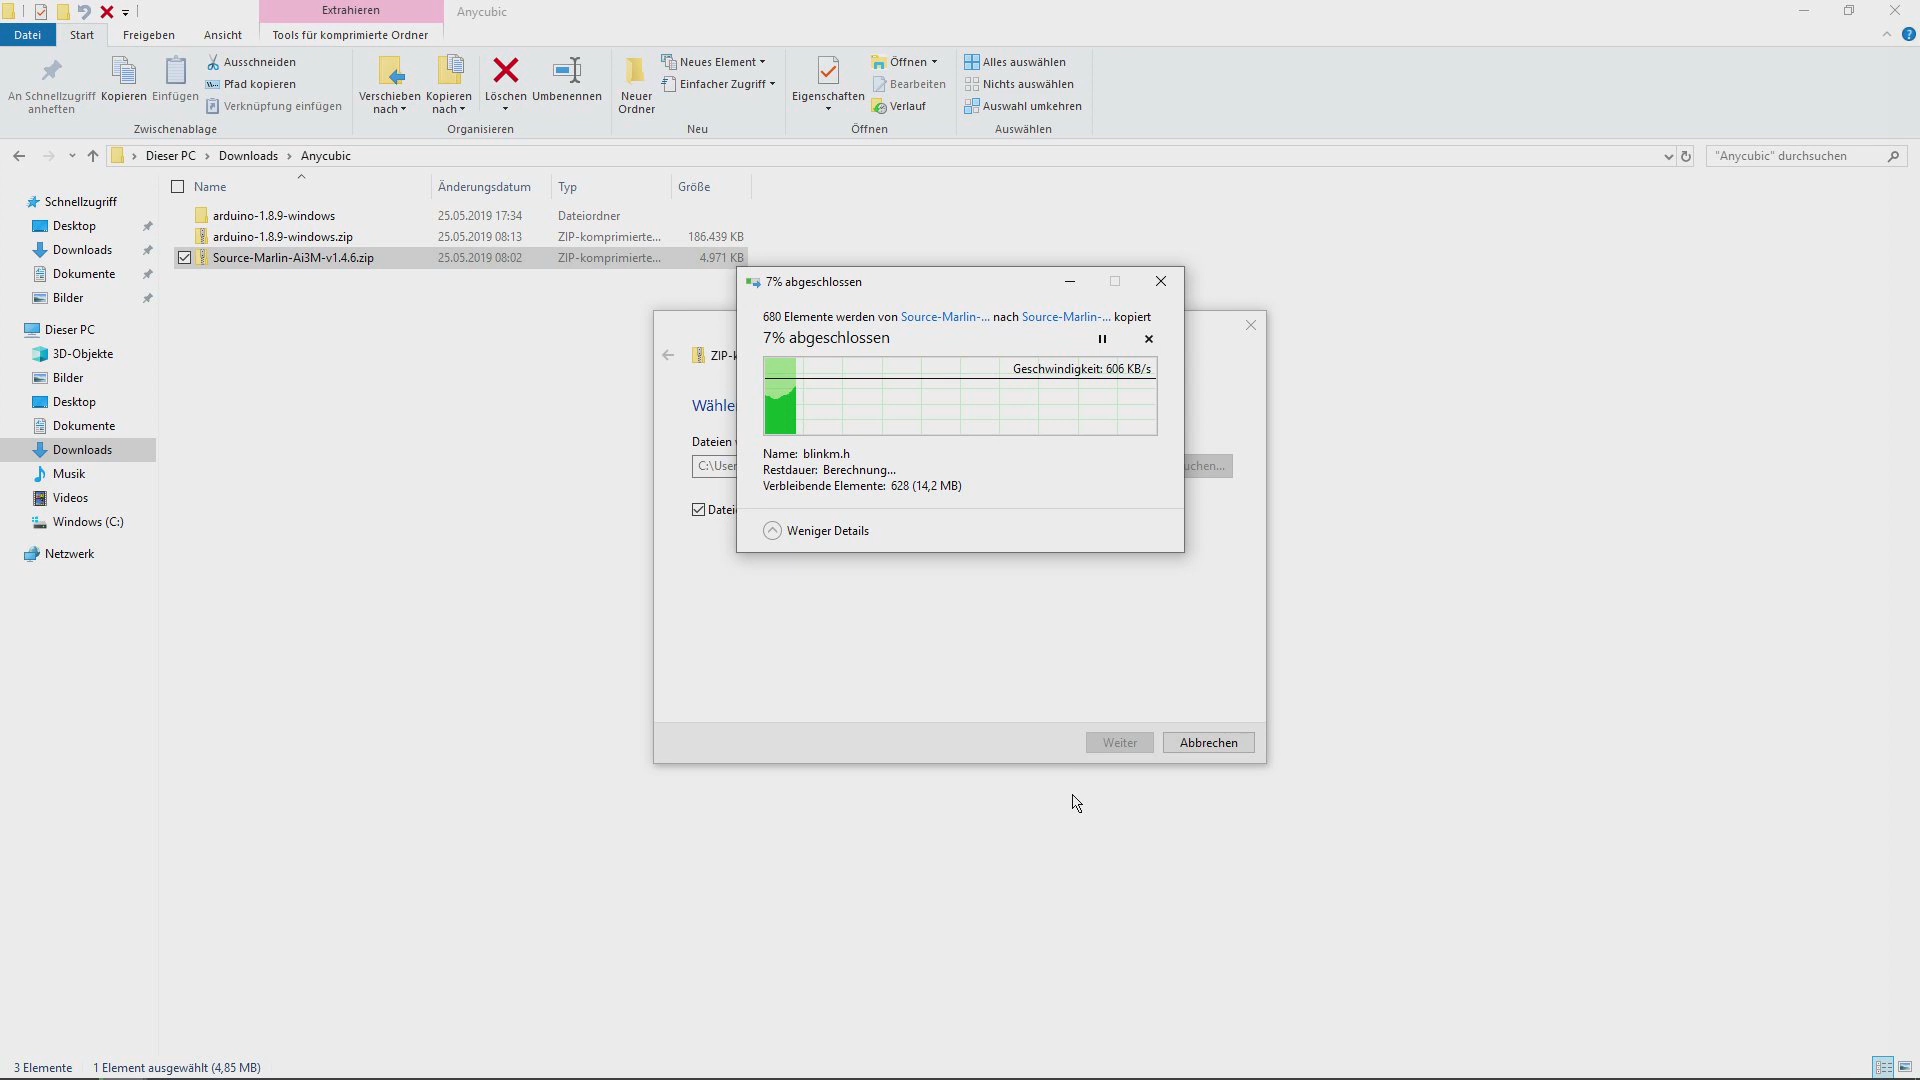 Extrahieren
Anycubic
Datei
Start
Freigeben
Ansicht
Tools für komprimierte Ordner
An Schnellzugriff
anheften
Kopieren
Einfügen
Ausschneiden
Pfad kopieren
Verknüpfung einfügen
Zwischenablage
Verschieben
nach
Kopieren
nach
Löschen
Umbenennen
Organisieren
Neuer
Ordner
Neues Element
Einfacher Zugriff
Neu
Eigenschaften
Öffnen
Bearbeiten
Verlauf
Öffnen
Alles auswählen
Nichts auswählen
Auswahl umkehren
Auswählen
Dieser PC > Downloads > Anycubic
"Anycubic" durchsuchen
Name Änderungsdatum Typ Größe
arduino-1.8.9-windows 25.05.2019 17:34 Dateiordner
arduino-1.8.9-windows.zip 25.05.2019 08:13 ZIP-komprimierte... 186.439 KB
Source-Marlin-Ai3M-v1.4.6.zip 25.05.2019 08:02 ZIP-komprimierte... 4.971 KB
Schnellzugriff
Desktop
Downloads
Dokumente
Bilder
Dieser PC
3D-Objekte
Bilder
Desktop
Dokumente
Downloads
Musik
Videos
Windows (C:)
Netzwerk
7% abgeschlossen
680 Elemente werden von Source-Marlin-... nach Source-Marlin-... kopiert
7% abgeschlossen
Geschwindigkeit: 606 KB/s
Name: blinkm.h
Restdauer: Berechnung...
Verbleibende Elemente: 628 (14,2 MB)
Weniger Details
ZIP-k
Wähle
Dateien
C:\User
uchen...
Datei
Weiter
Abbrechen
3 Elemente 1 Element ausgewählt (4,85 MB)